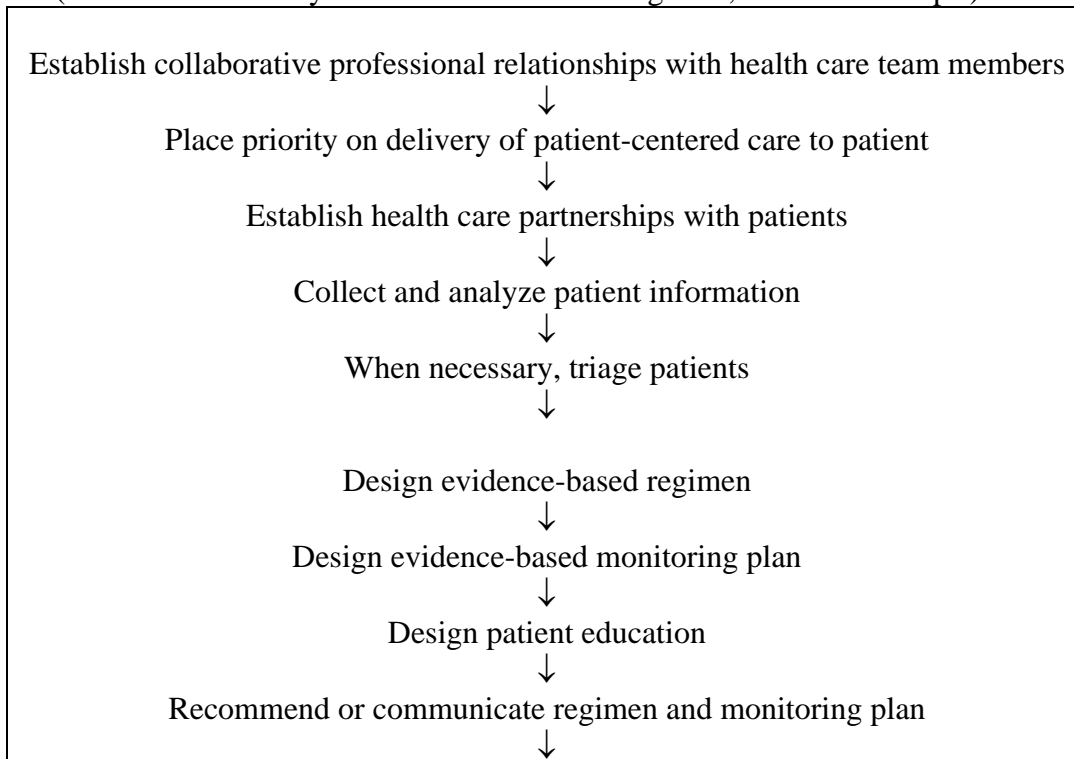 Establish collaborative professional relationships with health care team members
↓
Place priority on delivery of patient-centered care to patient
↓
Establish health care partnerships with patients
↓
Collect and analyze patient information
↓
When necessary, triage patients
↓
Design evidence-based regimen
↓
Design evidence-based monitoring plan
↓
Design patient education
↓
Recommend or communicate regimen and monitoring plan
↓